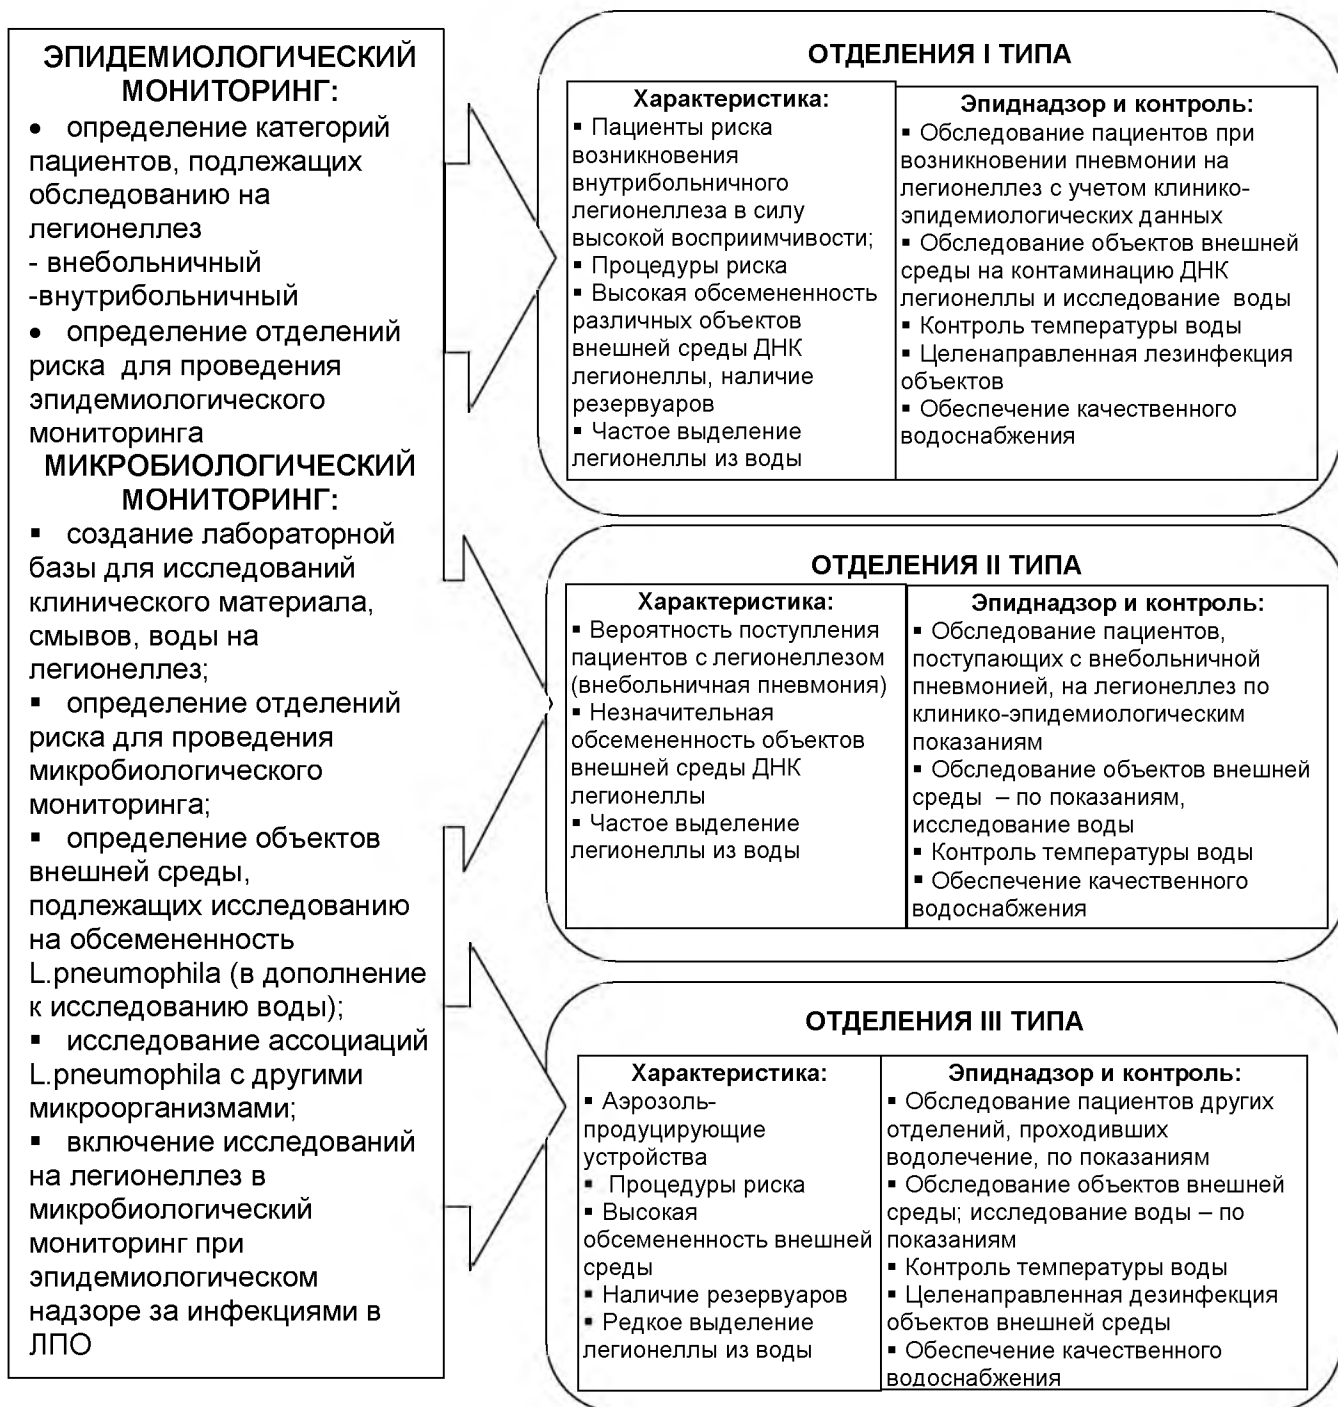 ЭПИДЕМИОЛОГИЧЕСКИЙ
МОНИТОРИНГ:
• определение категорий
пациентов, подлежащих
обследованию на
легионеллез
- внебольничный
-внутрибольничный
• определение отделений
риска для проведения
эпидемиологического
мониторинга
МИКРОБИОЛОГИЧЕСКИЙ
МОНИТОРИНГ:
▪ создание лабораторной
базы для исследований
клинического материала,
смывов, воды на
легионеллез;
▪ определение отделений
риска для проведения
микробиологического
мониторинга;
▪ определение объектов
внешней среды,
подлежащих исследованию
на обсемененность
L.pneumophila (в дополнение
к исследованию воды);
▪ исследование ассоциаций
L.pneumophila с другими
микроорганизмами;
▪ включение исследований
на легионеллез в
микробиологический
мониторинг при
эпидемиологическом
надзоре за инфекциями в
ЛПО
ОТДЕЛЕНИЯ I ТИПА
Характеристика:
▪ Пациенты риска
возникновения
внутрибольничного
легионеллеза в силу
высокой восприимчивости;
▪ Процедуры риска
▪ Высокая обсемененность
различных объектов
внешней среды ДНК
легионеллы, наличие
резервуаров
▪ Частое выделение
легионеллы из воды
Эпиднадзор и контроль:
▪ Обследование пациентов при
возникновении пневмонии на
легионеллез с учетом клинико-
эпидемиологических данных
▪ Обследование объектов внешней
среды на контаминацию ДНК
легионеллы и исследование воды
▪ Контроль температуры воды
▪ Целенаправленная лезинфекция
объектов
▪ Обеспечение качественного
водоснабжения
ОТДЕЛЕНИЯ II ТИПА
Характеристика:
▪ Вероятность поступления
пациентов с легионеллезом
(внебольничная пневмония)
▪ Незначительная
обсемененность объектов
внешней среды ДНК
легионеллы
▪ Частое выделение
легионеллы из воды
Эпиднадзор и контроль:
▪ Обследование пациентов,
поступающих с внебольничной
пневмонией, на легионеллез по
клинико-эпидемиологическим
показаниям
▪ Обследование объектов внешней
среды – по показаниям,
исследование воды
▪ Контроль температуры воды
▪ Обеспечение качественного
водоснабжения
ОТДЕЛЕНИЯ III ТИПА
Характеристика:
▪ Аэрозоль-
продуцирующие
устройства
▪ Процедуры риска
▪ Высокая
обсемененность внешней
среды
▪ Наличие резервуаров
▪ Редкое выделение
легионеллы из воды
Эпиднадзор и контроль:
▪ Обследование пациентов других
отделений, проходивших
водолечение, по показаниям
▪ Обследование объектов внешней
среды; исследование воды – по
показаниям
▪ Контроль температуры воды
▪ Целенаправленная дезинфекция
объектов внешней среды
▪ Обеспечение качественного
водоснабжения